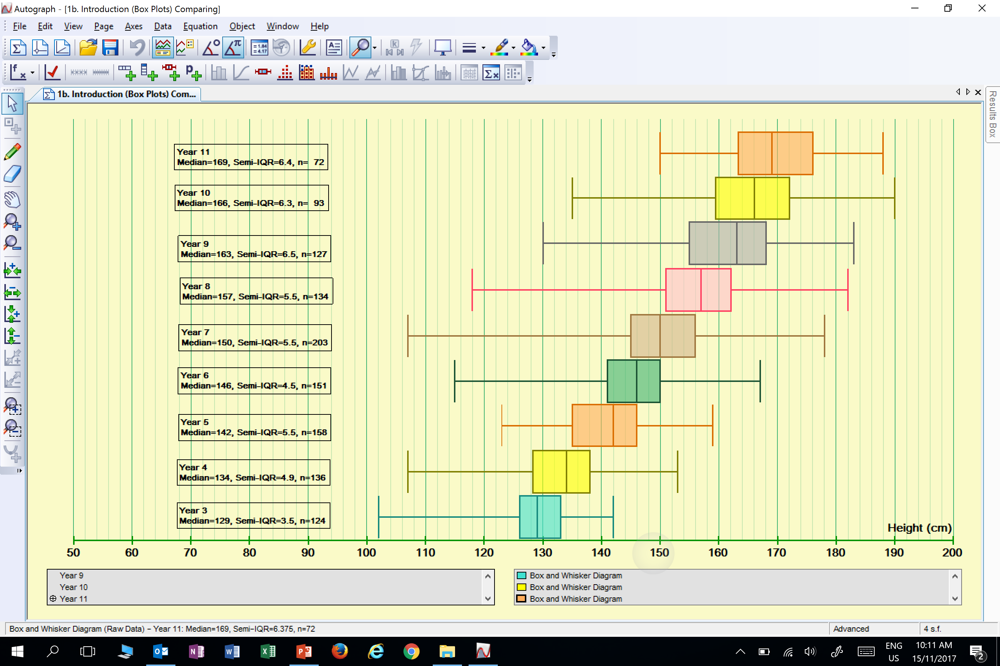 Autograph - [1b. Introduction (Box Plots) Comparing]
File Edit View Page Axes Data Equation Object Window Help
1b. Introduction (Box Plots) Com...
Results Box
Year 11
Median=169, Semi-IQR=6.4, n= 72
Year 10
Median=166, Semi-IQR=6.3, n= 93
Year 9
Median=163, Semi-IQR=6.5, n=127
Year 8
Median=157, Semi-IQR=5.5, n=134
Year 7
Median=150, Semi-IQR=5.5, n=203
Year 6
Median=146, Semi-IQR=4.5, n=151
Year 5
Median=142, Semi-IQR=5.5, n=158
Year 4
Median=134, Semi-IQR=4.9, n=136
Year 3
Median=129, Semi-IQR=3.5, n=124
Height (cm)
50 60 70 80 90 100 110 120 130 140 150 160 170 180 190 200
Year 9
Year 10
Year 11
Box and Whisker Diagram
Box and Whisker Diagram
Box and Whisker Diagram
Box and Whisker Diagram (Raw Data) - Year 11: Median=169, Semi-IQR=6.375, n=72
Advanced
4 s.f.
ENG
US
10:11 AM
15/11/2017
2